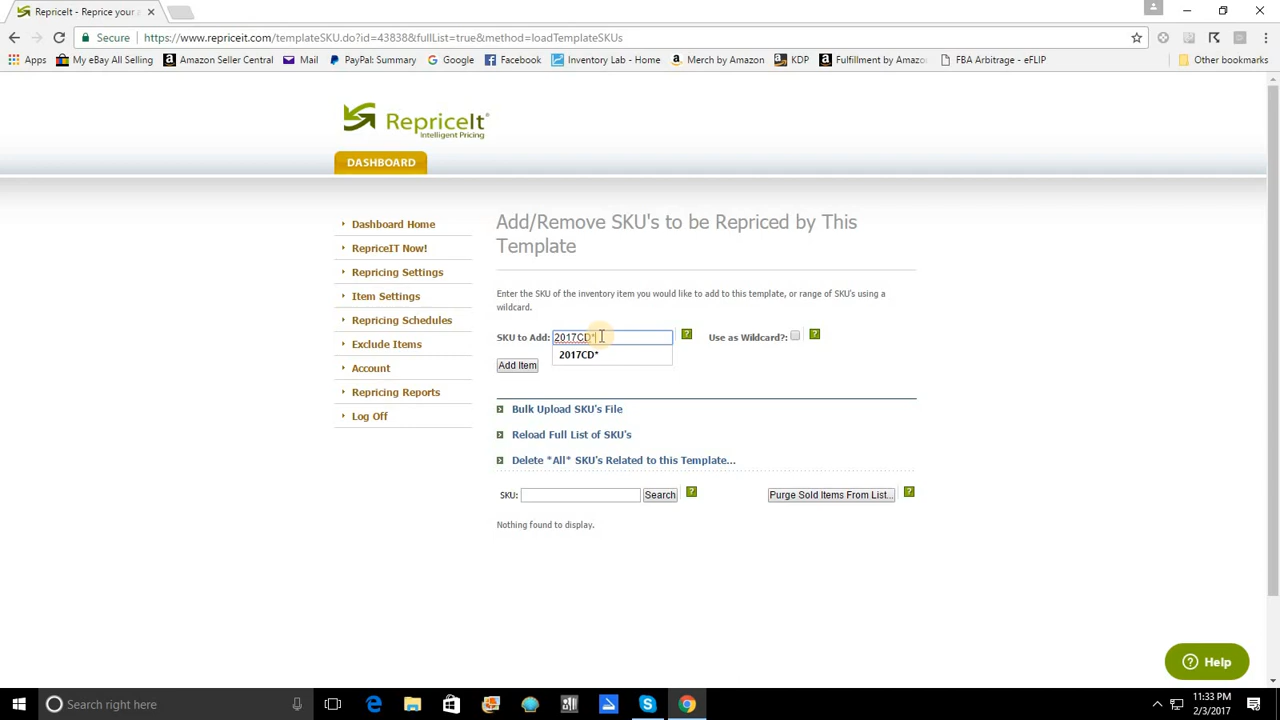 RepriceIt - Reprice your a
Secure https://www.repriceit.com/templateSKU.do?id=43838&fullList=true&method=loadTemplateSKUs
Apps My eBay All Selling Amazon Seller Central Mail PayPal: Summary Google Facebook Inventory Lab - Home Merch by Amazon KDP Fulfillment by Amazo FBA Arbitrage - eFLIP Other bookmarks
RepriceIt®
Intelligent Pricing
DASHBOARD
Dashboard Home
RepriceIT Now!
Repricing Settings
Item Settings
Repricing Schedules
Exclude Items
Account
Repricing Reports
Log Off
Add/Remove SKU's to be Repriced by This
Template
Enter the SKU of the inventory item you would like to add to this template, or range of SKU's using a
wildcard.
SKU to Add: 2017CD* ? Use as Wildcard?: ?
2017CD*
Add Item
Bulk Upload SKU's File
Reload Full List of SKU's
Delete *All* SKU's Related to this Template...
SKU: Search ? Purge Sold Items From List... ?
Nothing found to display.
? Help
Search right here
11:33 PM
2/3/2017